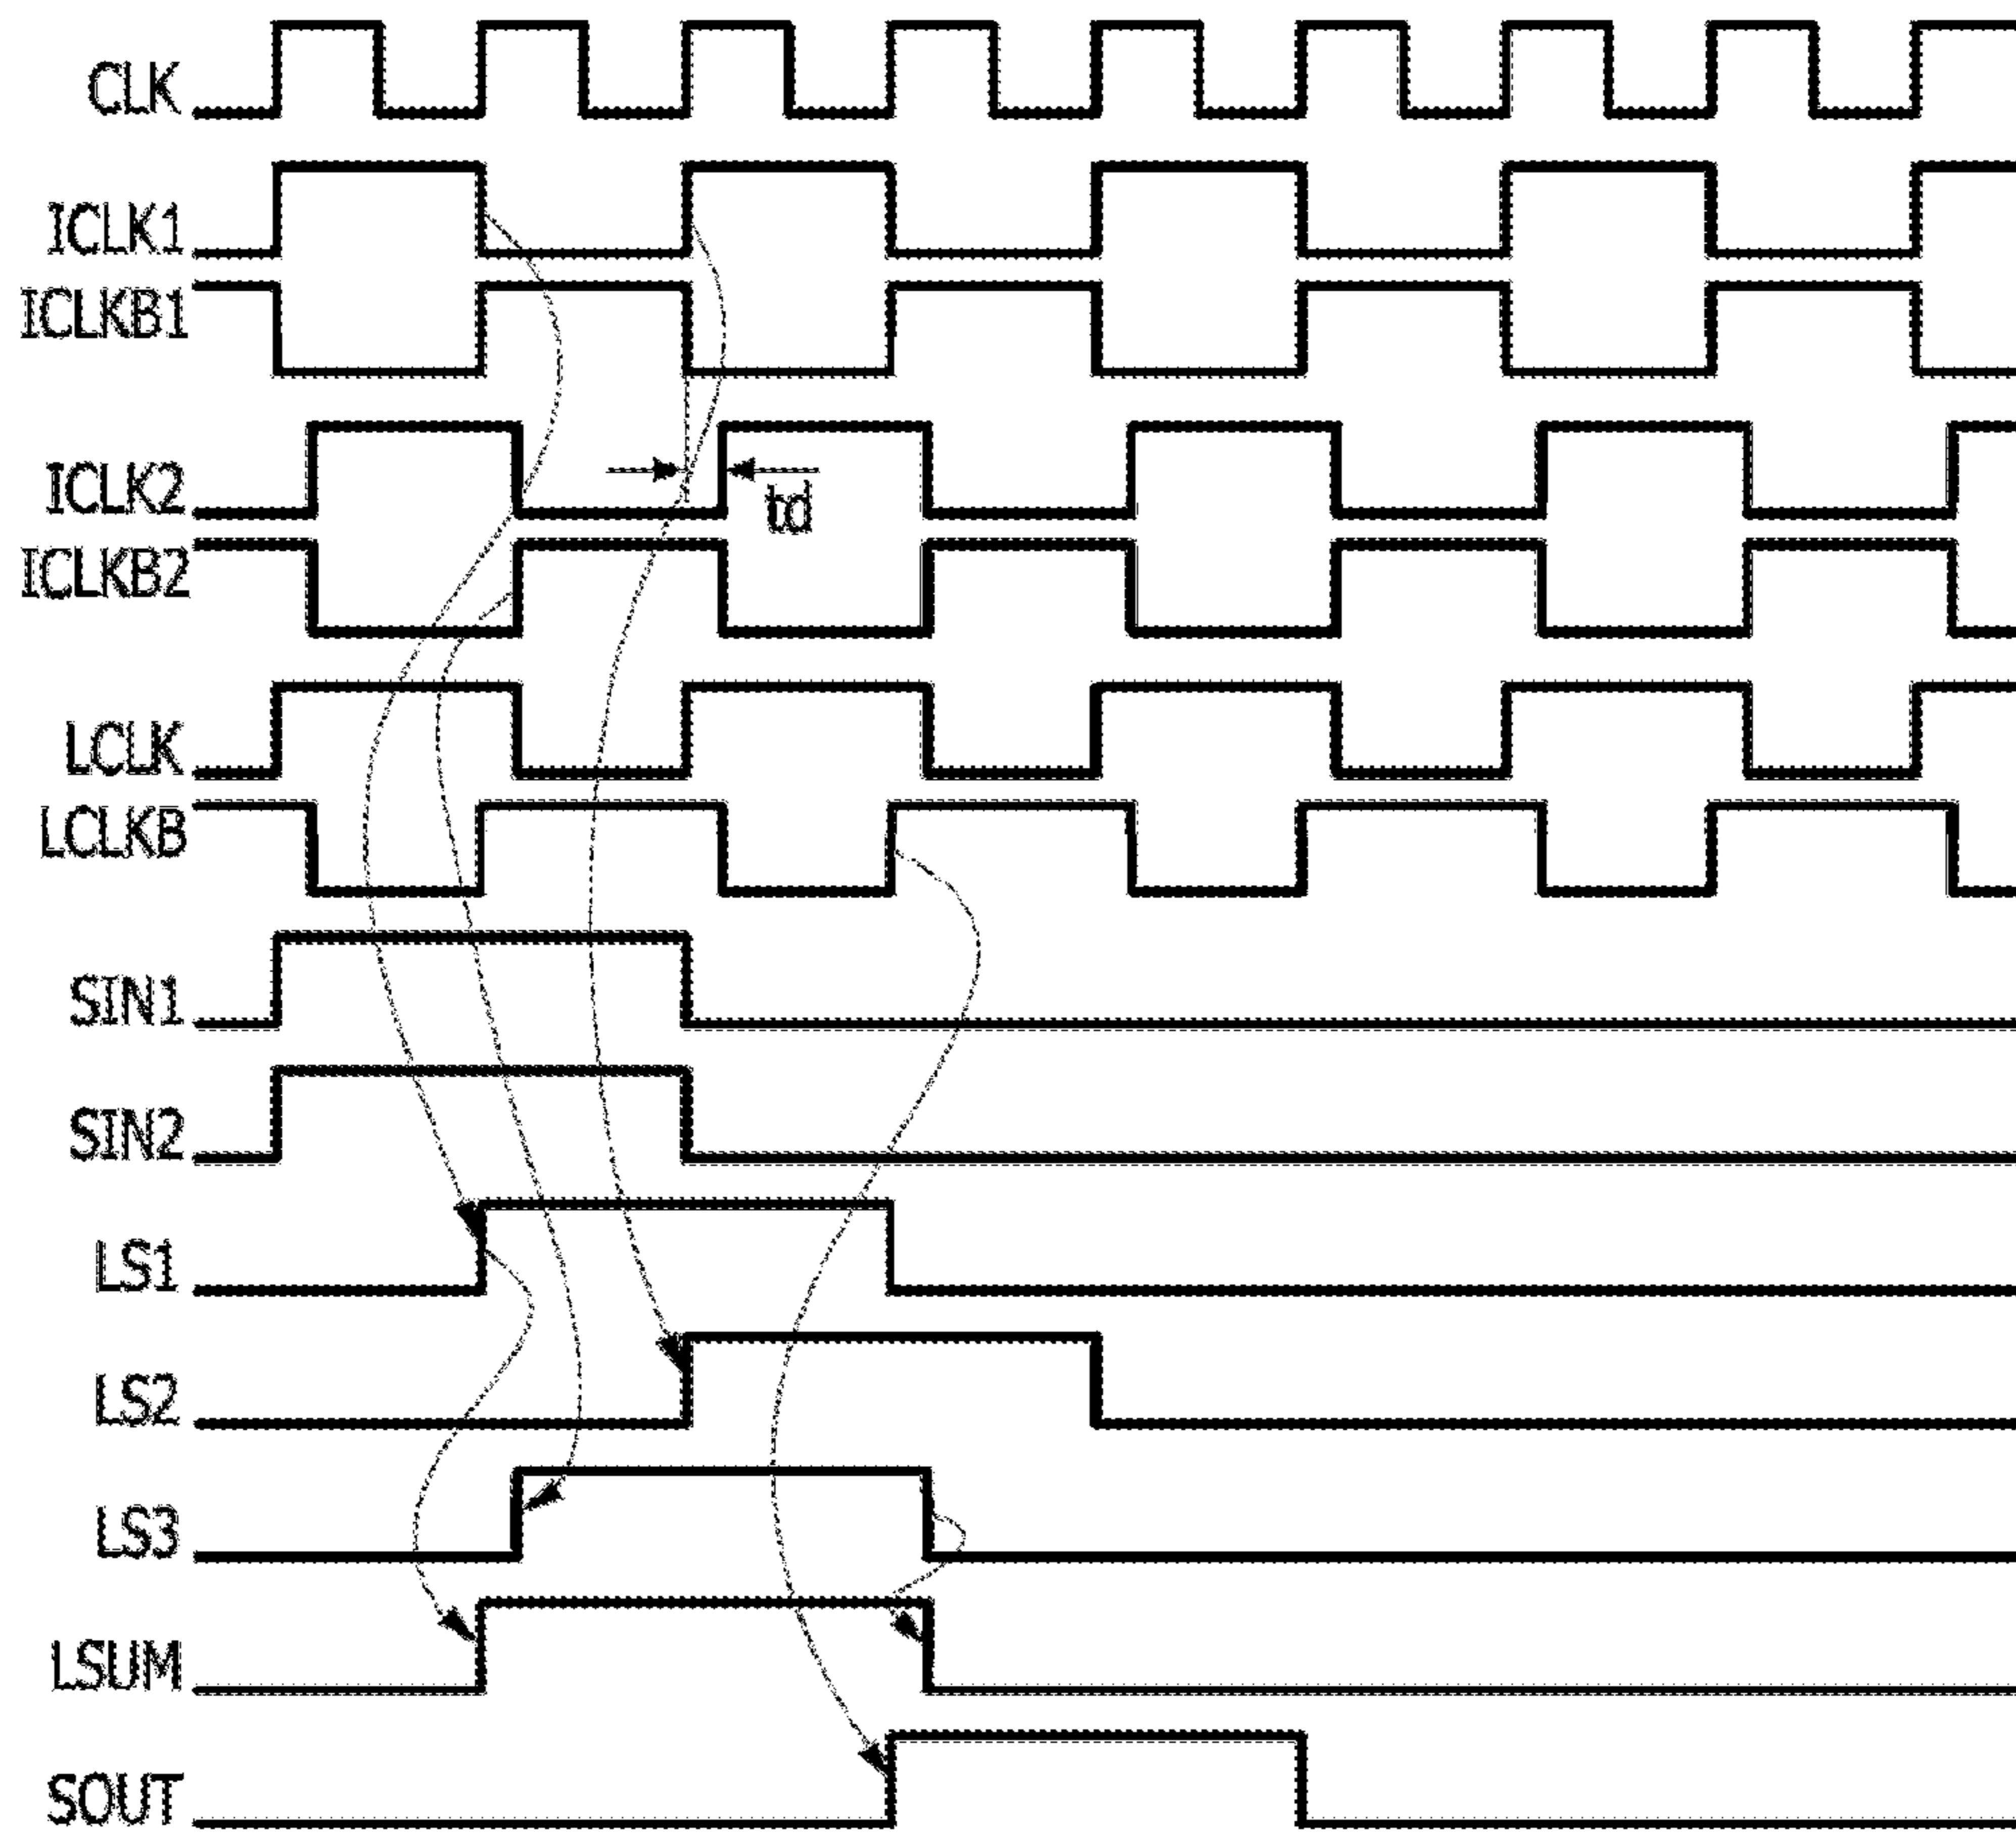 CLK
ICLK1
ICLKB1
ICLK2
td
ICLKB2
LCLK
LCLKB
SIN1
SIN2
LS1
LS2
LS3
LSUM
SOUT